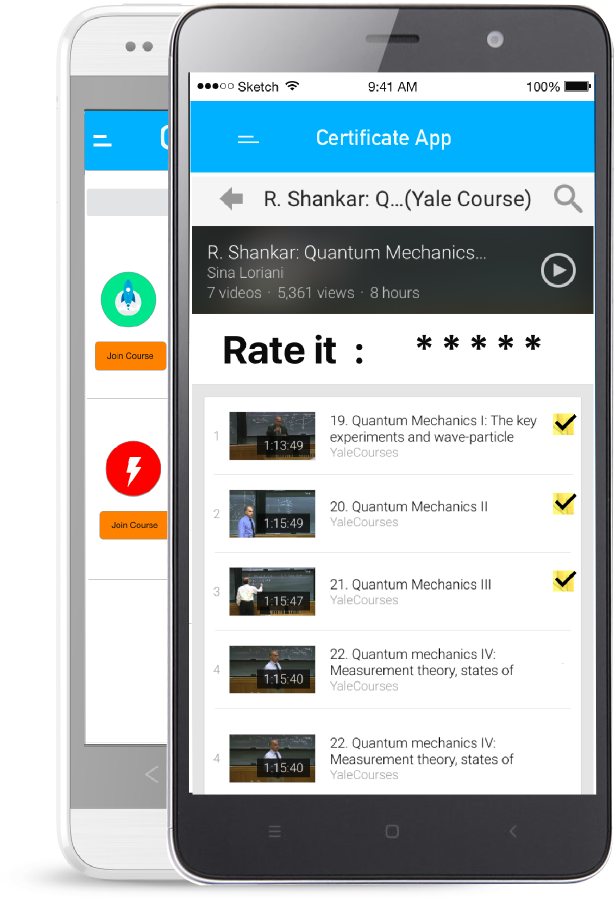 Sketch 9:41 AM 100%
Certificate App
R. Shankar: Q...(Yale Course)
R. Shankar: Quantum Mechanics...
Sina Loriani
7 videos · 5,361 views · 8 hours
Rate it : * * * * *
1
1:13:49
19. Quantum Mechanics I: The key
experiments and wave-particle
YaleCourses
2
1:15:49
20. Quantum Mechanics II
YaleCourses
3
1:15:47
21. Quantum Mechanics III
YaleCourses
4
1:15:40
22. Quantum mechanics IV:
Measurement theory, states of
YaleCourses
4
1:15:40
22. Quantum mechanics IV:
Measurement theory, states of
YaleCourses
Join Course
Join Course